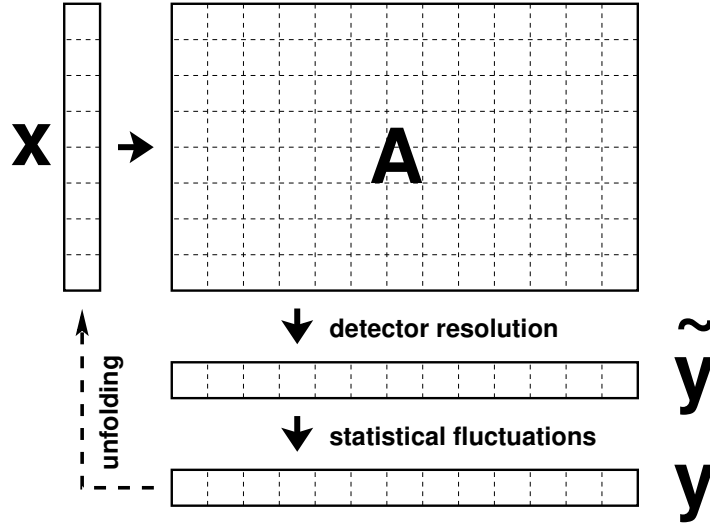 x
A
detector resolution
ỹ
unfolding
statistical fluctuations
y